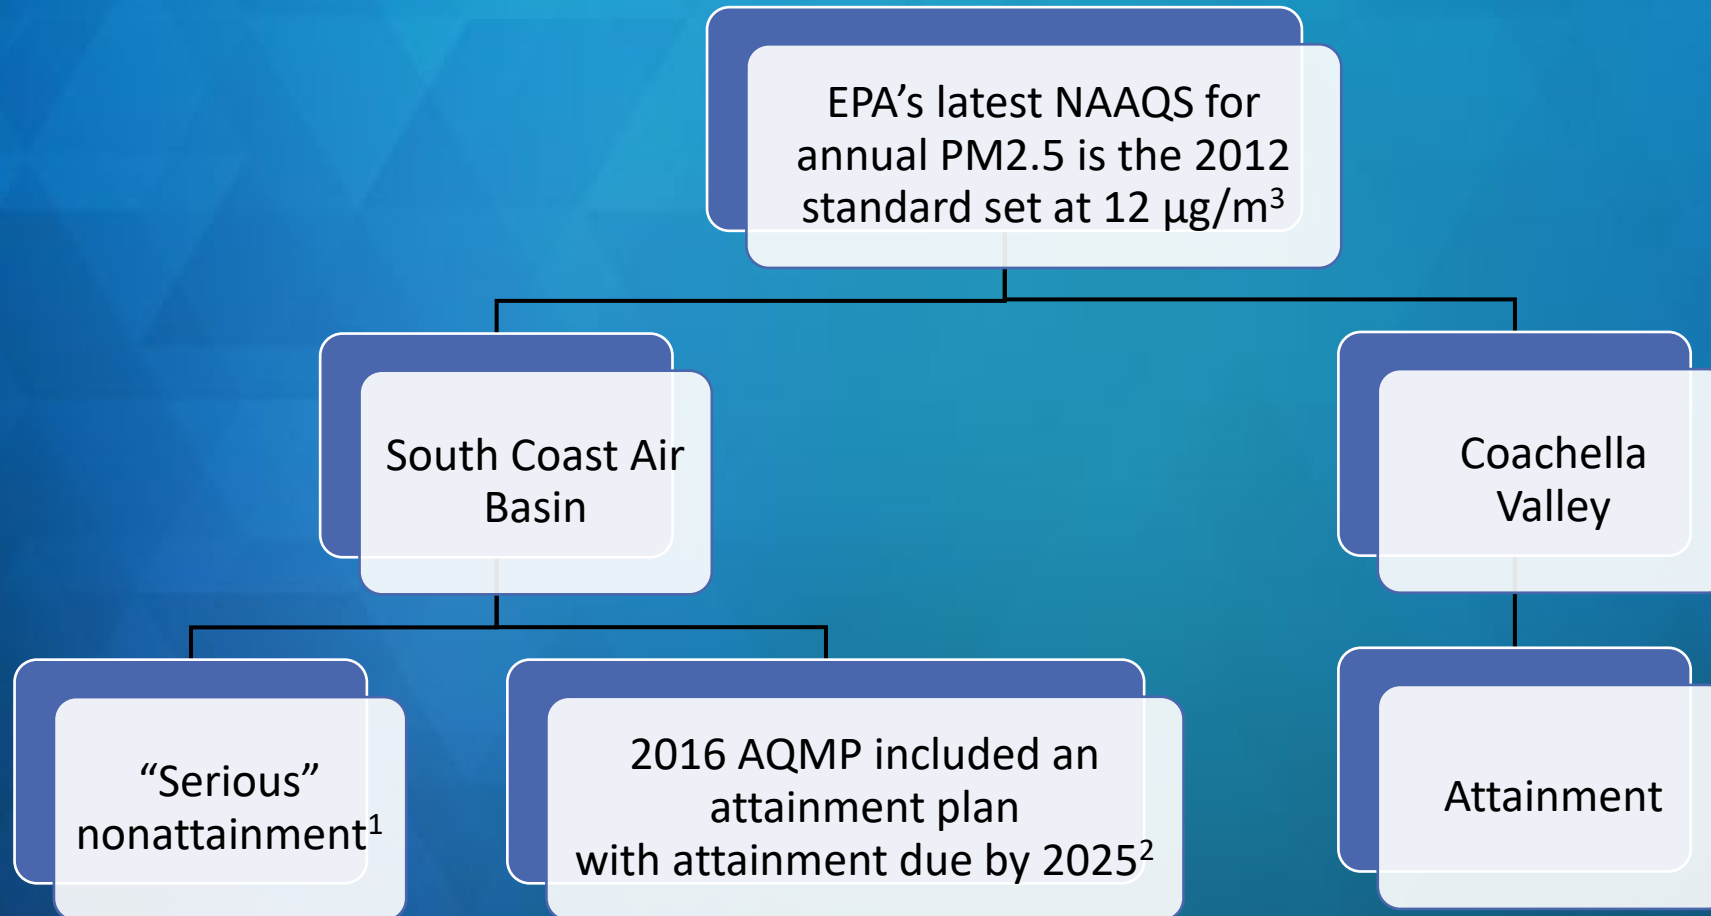 EPA’s latest NAAQS for
annual PM2.5 is the 2012
standard set at 12 µg/m³
South Coast Air
Basin
Coachella
Valley
“Serious”
nonattainment¹
2016 AQMP included an
attainment plan
with attainment due by 2025²
Attainment